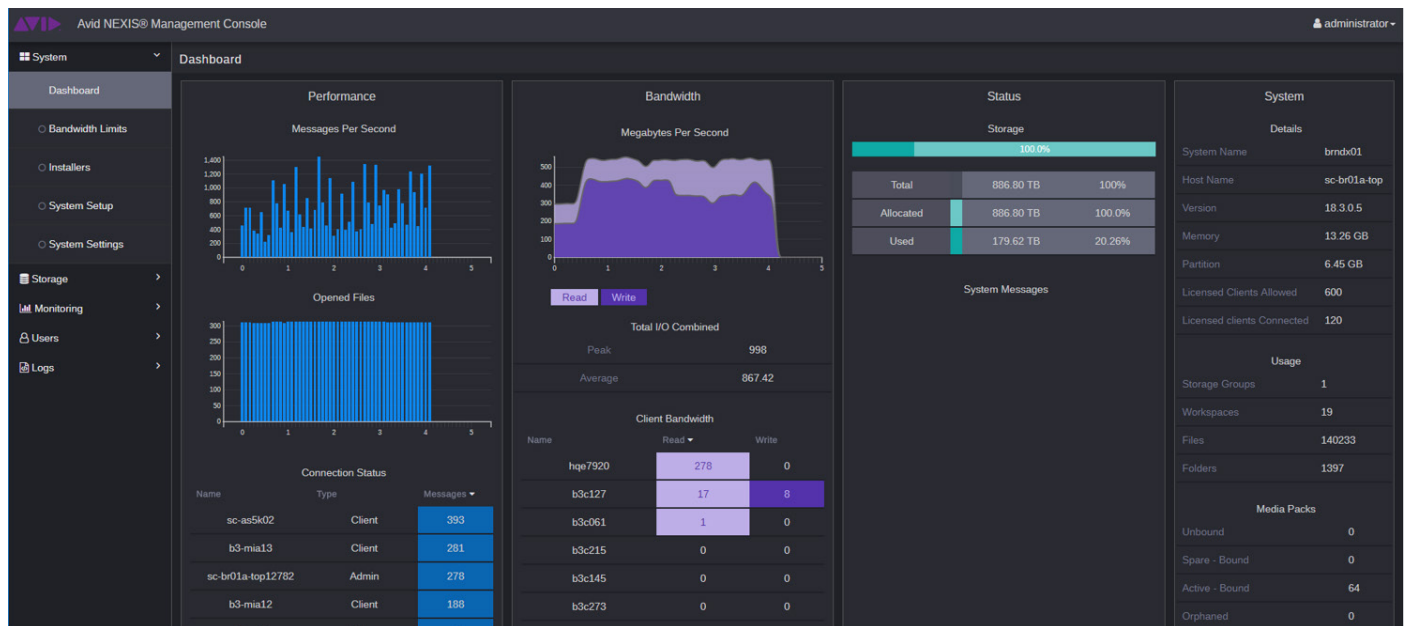 AVID Avid NEXIS® Management Console
administrator
System
Dashboard
Bandwidth Limits
Installers
System Setup
System Settings
Storage
Monitoring
Users
Logs
Dashboard
Performance
Messages Per Second
1,400
1,200
1,000
800
600
400
200
0
0 1 2 3 4 5
Opened Files
300
250
200
150
100
50
0
0 1 2 3 4 5
Connection Status
Name Type Messages
sc-as5k02 Client 393
b3-mia13 Client 281
sc-br01a-top12782 Admin 278
b3-mia12 Client 188
Bandwidth
Megabytes Per Second
500
400
300
200
100
0
0 1 2 3 4 5
Read Write
Total I/O Combined
Peak 998
Average 867.42
Client Bandwidth
Name Read Write
hqe7920 278 0
b3c127 17 8
b3c061 1 0
b3c215 0 0
b3c145 0 0
b3c273 0 0
Status
Storage
100.0%
Total 886.80 TB 100%
Allocated 886.80 TB 100.0%
Used 179.62 TB 20.26%
System Messages
System
Details
System Name brndx01
Host Name sc-br01a-top
Version 18.3.0.5
Memory 13.26 GB
Partition 6.45 GB
Licensed Clients Allowed 600
Licensed clients Connected 120
Usage
Storage Groups 1
Workspaces 19
Files 140233
Folders 1397
Media Packs
Unbound 0
Spare - Bound 0
Active - Bound 64
Orphaned 0